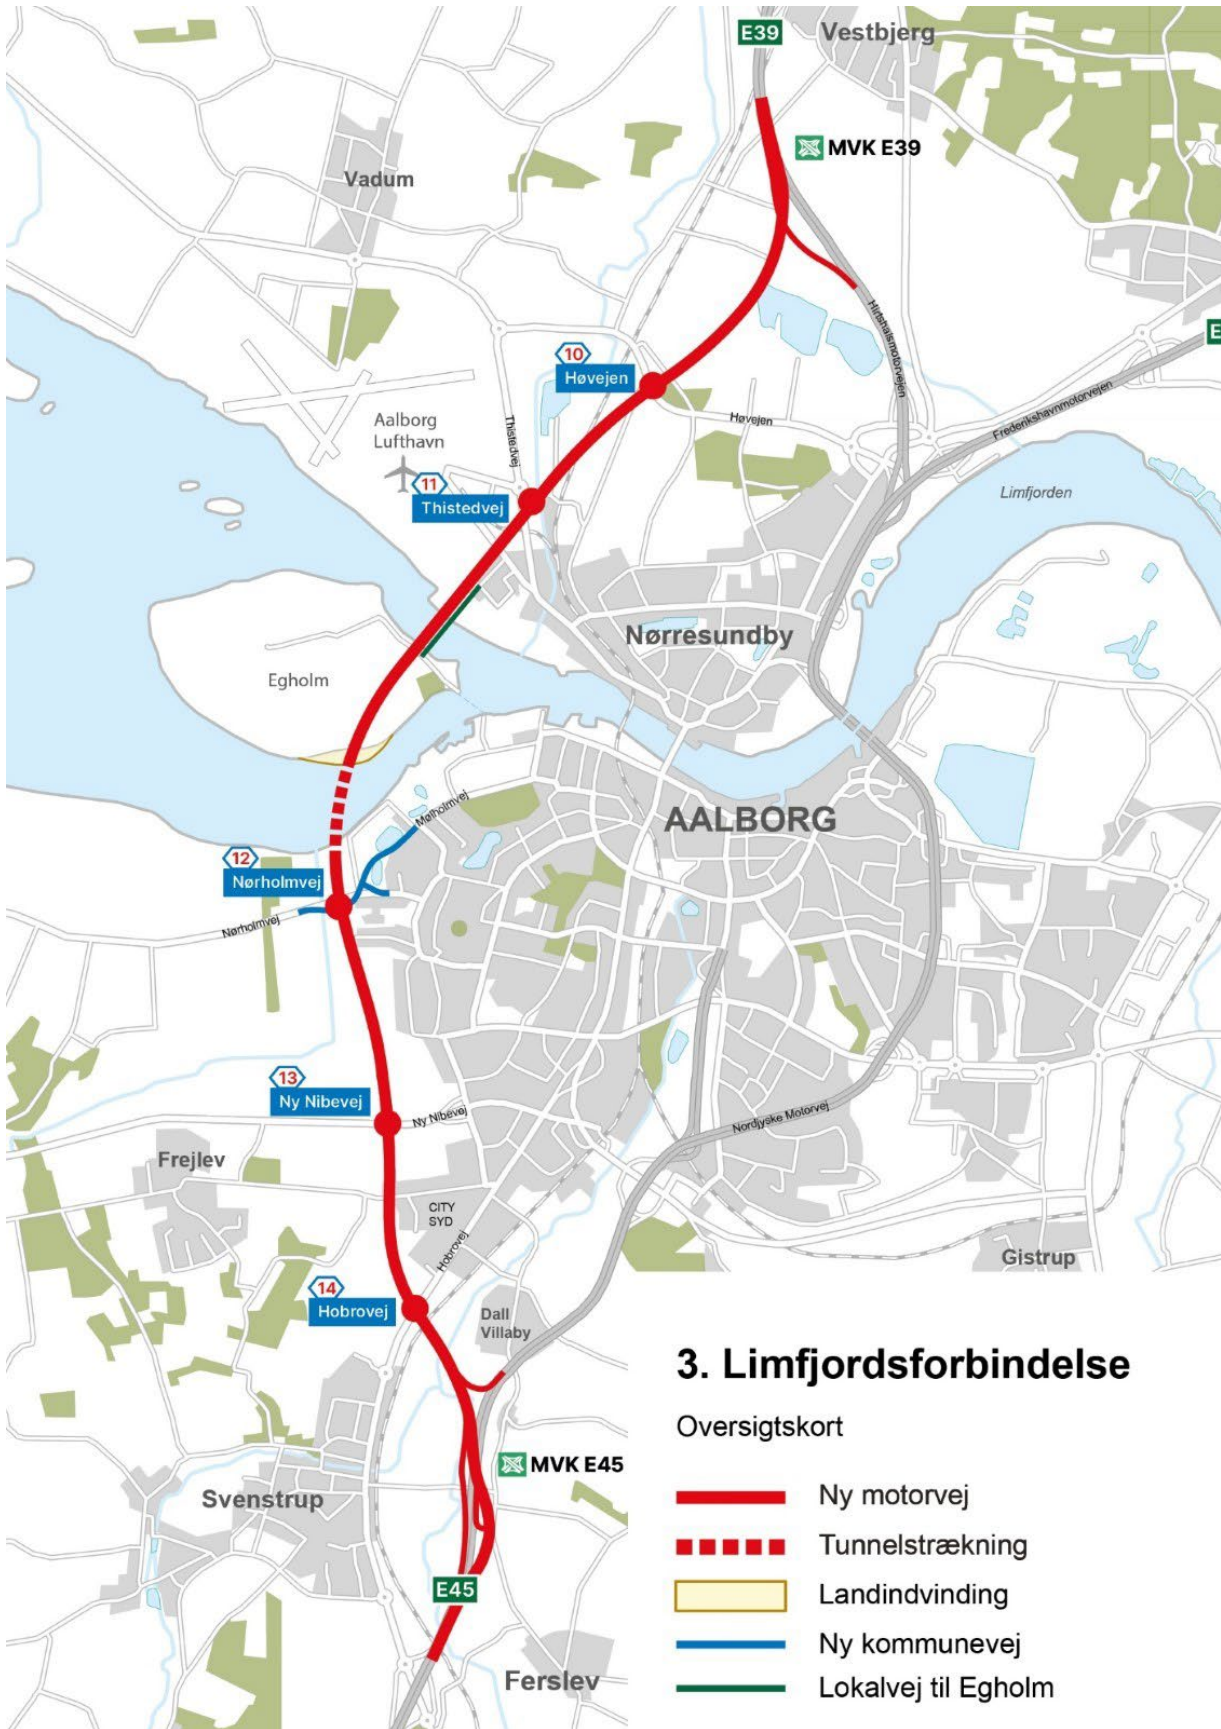 E39
Vestbjerg
MVK E39
Vadum
Hirtshalsmotorvejen
E
10
Høvejen
Frederikshavnmotorvejen
Aalborg
Lufthavn
Thistedvej
Høvejen
11
Thistedvej
Limfjorden
Nørresundby
Egholm
Mølholmvej
AALBORG
12
Nørholmvej
Nørholmvej
13
Ny Nibevej
Ny Nibevej
Nordjyske Motorvej
Frejlev
CITY
SYD
Hobrovej
Gistrup
14
Hobrovej
Dall
Villaby
3. Limfjordsforbindelse
Oversigtskort
MVK E45
Svenstrup
Ny motorvej
Tunnelstrækning
E45
Landindvinding
Ny kommunevej
Ferslev
Lokalvej til Egholm